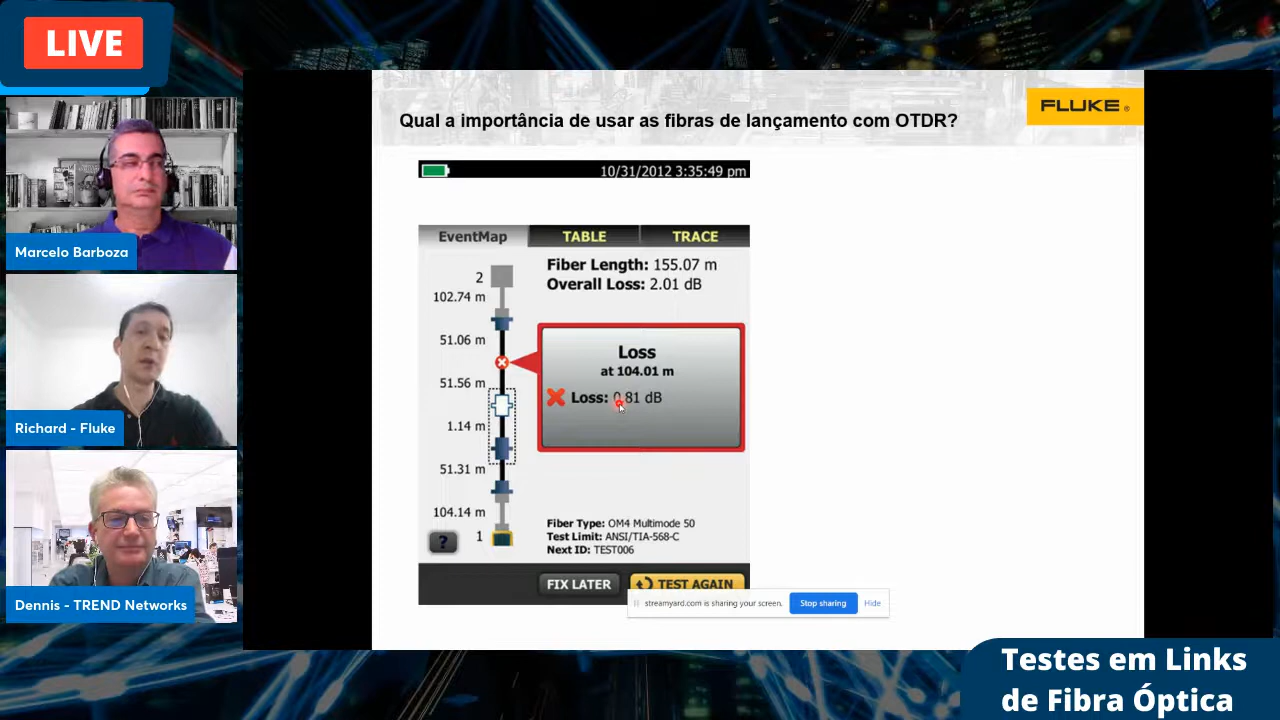 LIVE
Marcelo Barboza
Richard - Fluke
Dennis - TREND Networks
Qual a importância de usar as fibras de lançamento com OTDR?
FLUKE ®
10/31/2012 3:35:49 pm
EventMap TABLE TRACE
Fiber Length: 155.07 m
Overall Loss: 2.01 dB
2
102.74 m
51.06 m
51.56 m
1.14 m
51.31 m
104.14 m
1
Loss
at 104.01 m
Loss: 0.81 dB
Fiber Type: OM4 Multimode 50
Test Limit: ANSI/TIA-568-C
Next ID: TEST006
?
FIX LATER
TEST AGAIN
streamyard.com is sharing your screen. Stop sharing Hide
Testes em Links
de Fibra Óptica